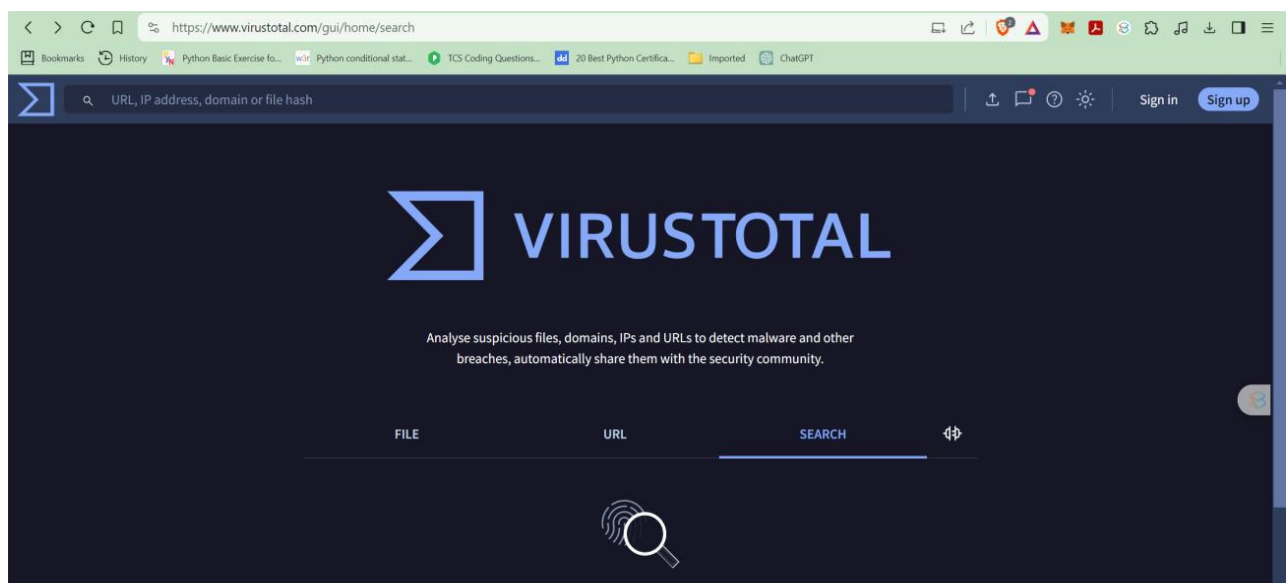 https://www.virustotal.com/gui/home/search
Bookmarks History Python Basic Exercise fo... Python conditional stat... TCS Coding Questions... 20 Best Python Certifica... Imported ChatGPT
URL, IP address, domain or file hash Sign in Sign up
VIRUSTOTAL
Analyse suspicious files, domains, IPs and URLs to detect malware and other
breaches, automatically share them with the security community.
FILE URL SEARCH